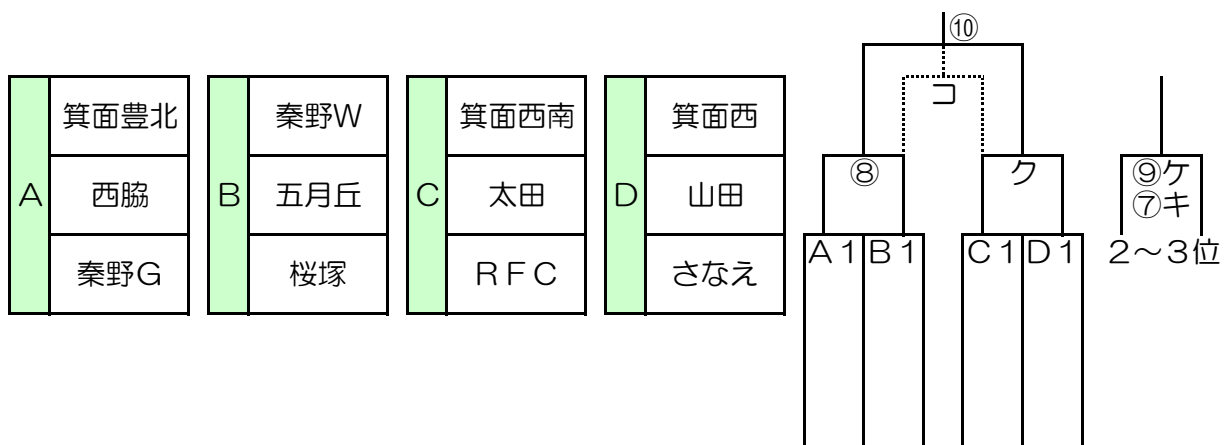 A
箕面豊北
西脇
秦野G
B
秦野W
五月丘
桜塚
C
箕面西南
太田
RFC
D
箕面西
山田
さなえ
⑩
コ
⑧
ク
A1 B1 C1 D1
⑨ケ
⑦キ
2〜3位